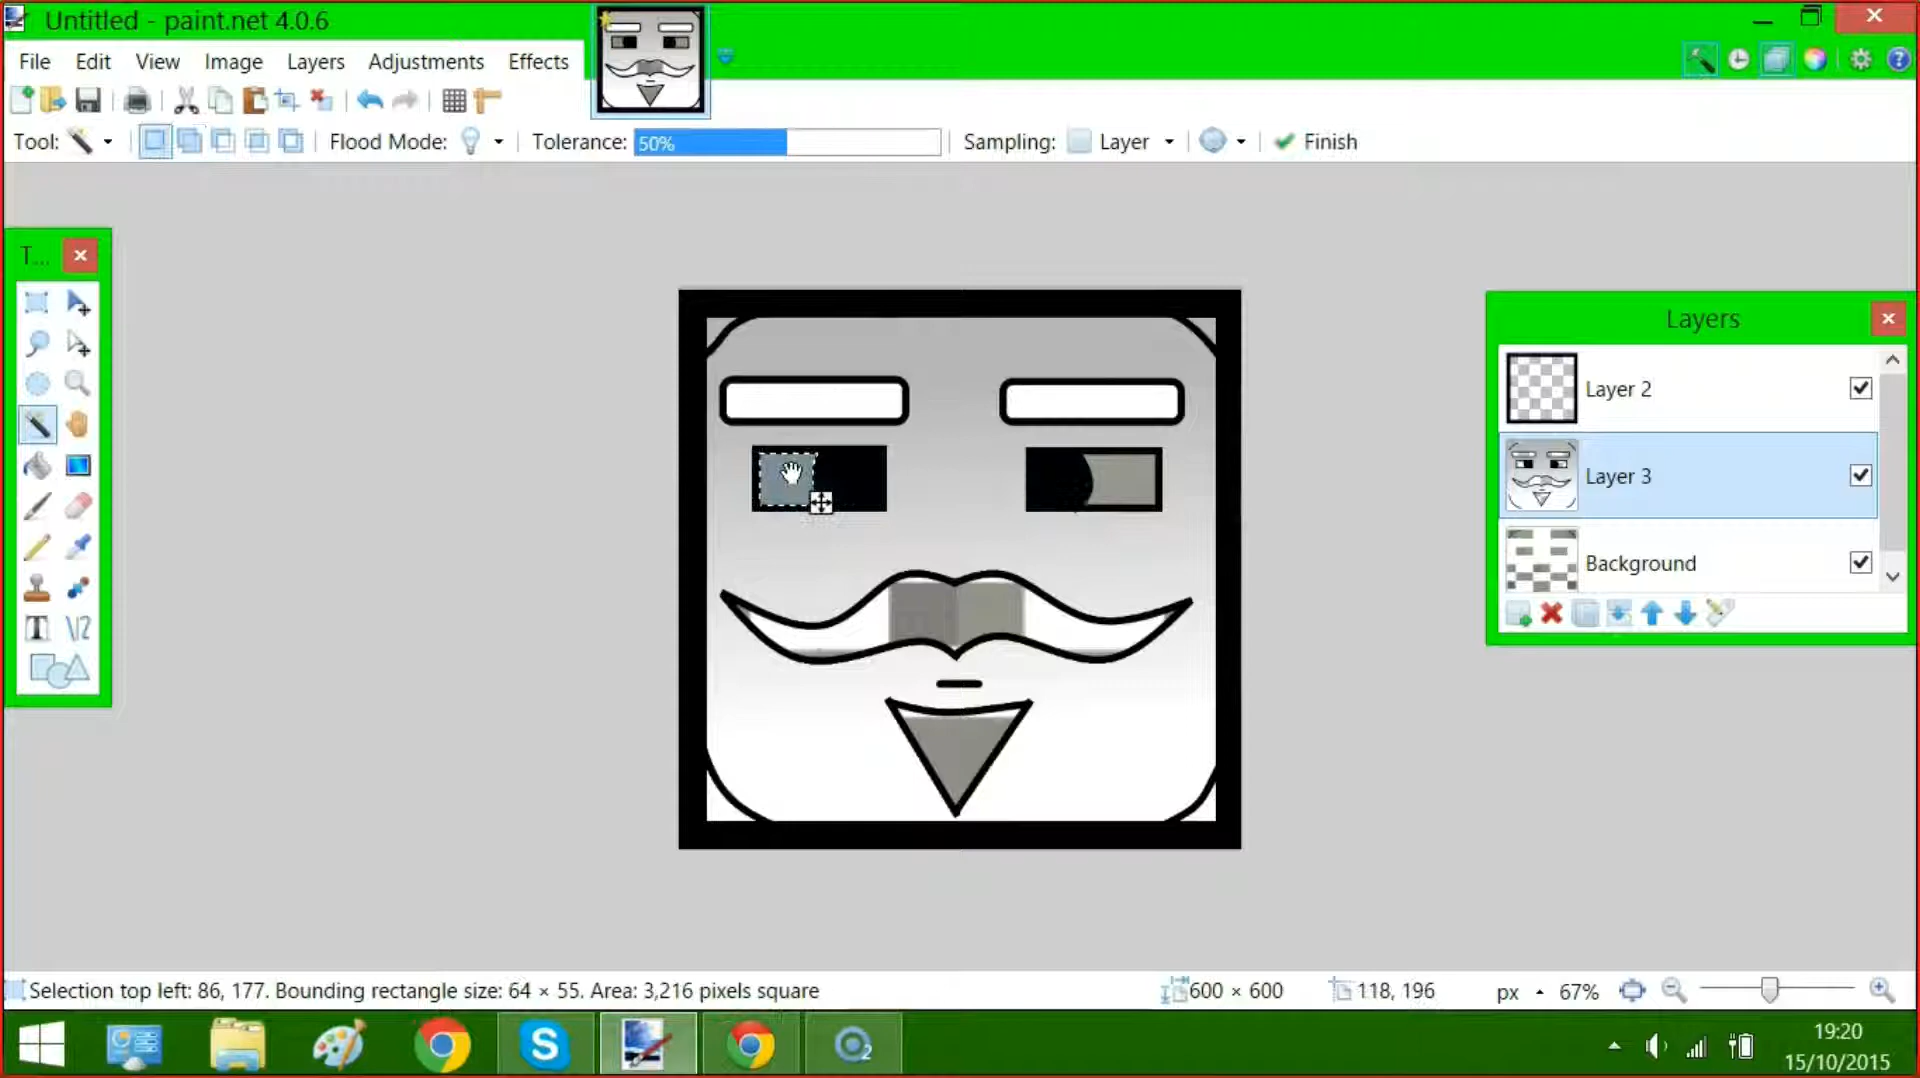 Untitled - paint.net 4.0.6
File Edit View Image Layers Adjustments Effects
Tool: Flood Mode: Tolerance: 50% Sampling: Layer Finish
T...
Layers
Layer 2
Layer 3
Background
Selection top left: 86, 177. Bounding rectangle size: 64 × 55. Area: 3,216 pixels square
600 × 600
118, 196
px
67%
19:20
15/10/2015